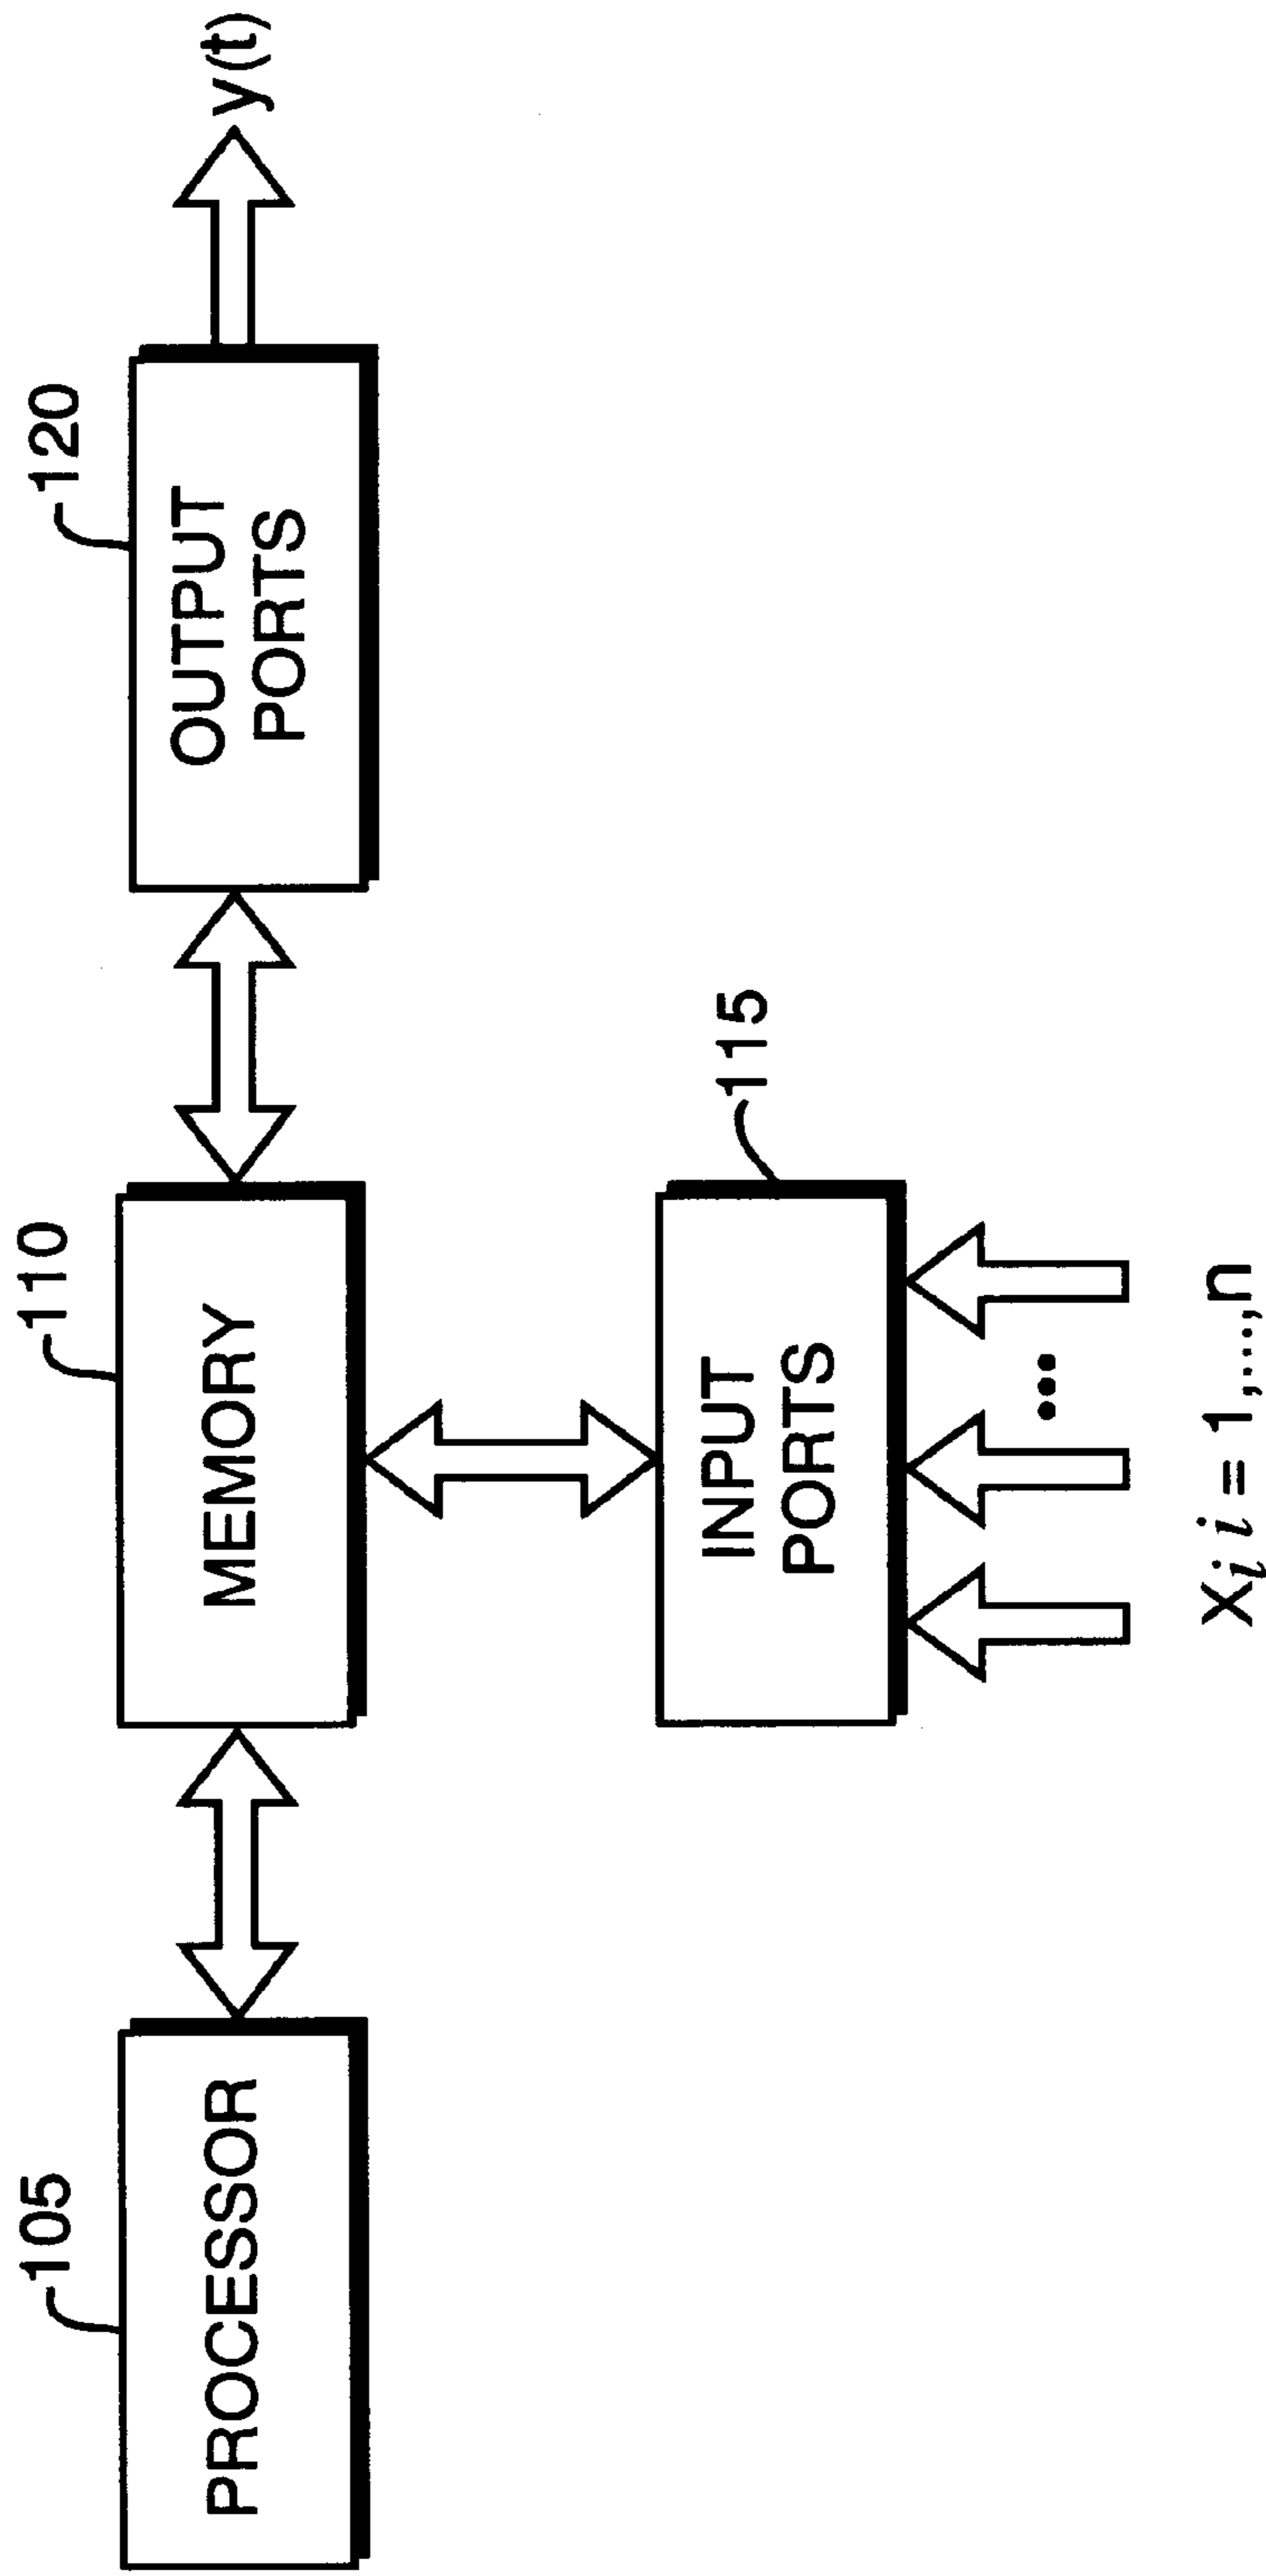 105
PROCESSOR
110
MEMORY
120
OUTPUT
PORTS
y(t)
115
INPUT
PORTS
...
Xi i = 1,...,n